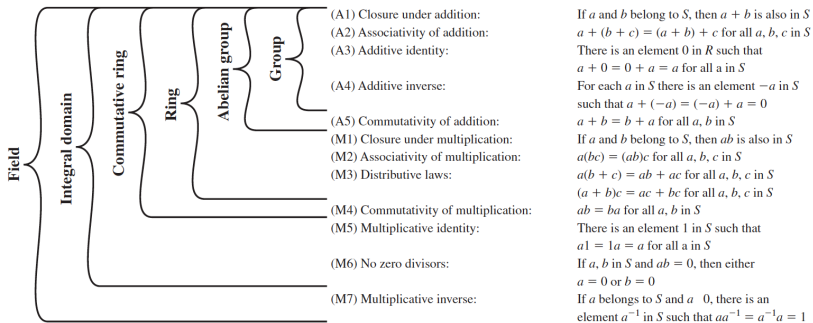 Field
Integral domain
Commutative ring
Ring
Abelian group
Group
(A1) Closure under addition: If a and b belong to S, then a + b is also in S
(A2) Associativity of addition: a + (b + c) = (a + b) + c for all a, b, c in S
(A3) Additive identity: There is an element 0 in R such that
a + 0 = 0 + a = a for all a in S
(A4) Additive inverse: For each a in S there is an element −a in S
such that a + (−a) = (−a) + a = 0
(A5) Commutativity of addition: a + b = b + a for all a, b in S
(M1) Closure under multiplication: If a and b belong to S, then ab is also in S
(M2) Associativity of multiplication: a(bc) = (ab)c for all a, b, c in S
(M3) Distributive laws: a(b + c) = ab + ac for all a, b, c in S
(a + b)c = ac + bc for all a, b, c in S
(M4) Commutativity of multiplication: ab = ba for all a, b in S
(M5) Multiplicative identity: There is an element 1 in S such that
a1 = 1a = a for all a in S
(M6) No zero divisors: If a, b in S and ab = 0, then either
a = 0 or b = 0
(M7) Multiplicative inverse: If a belongs to S and a 0, there is an
element a⁻¹ in S such that aa⁻¹ = a⁻¹a = 1